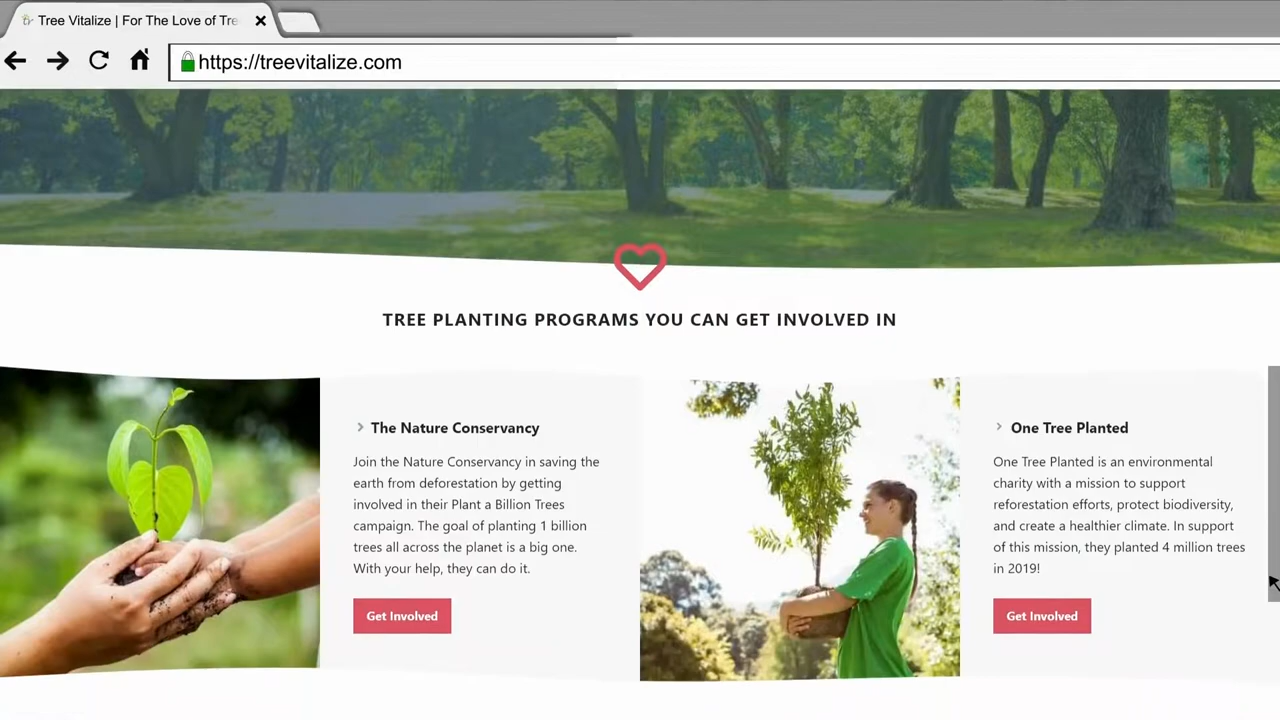 Tree Vitalize | For The Love of Tre
https://treevitalize.com
TREE PLANTING PROGRAMS YOU CAN GET INVOLVED IN
The Nature Conservancy
Join the Nature Conservancy in saving the
earth from deforestation by getting
involved in their Plant a Billion Trees
campaign. The goal of planting 1 billion
trees all across the planet is a big one.
With your help, they can do it.
Get Involved
One Tree Planted
One Tree Planted is an environmental
charity with a mission to support
reforestation efforts, protect biodiversity,
and create a healthier climate. In support
of this mission, they planted 4 million trees
in 2019!
Get Involved